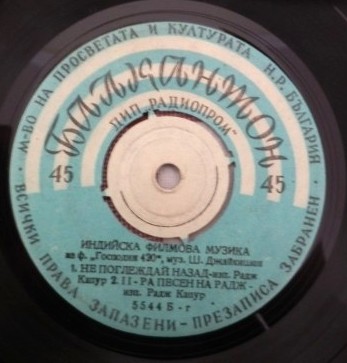 М-ВО НА ПРОСВЕТАТА И КУЛТУРАТА Н.Р. БЪЛГАРИЯ
БАЛКАНТОН
ДИП „РАДИОПРОМ“
45 45
ИНДИЙСКА ФИЛМОВА МУЗИКА
из ф. „Господин 420“, муз. Ш. Джайкишан
1. НЕ ПОГЛЕЖДАЙ НАЗАД-изп. Радж
Капур 2. II-РА ПЕСЕН НА РАДЖ-
изп. Радж Капур
5544 Б-г
ВСИЧКИ ПРАВА ЗАПАЗЕНИ-ПРЕЗАПИСА ЗАБРАНЕН